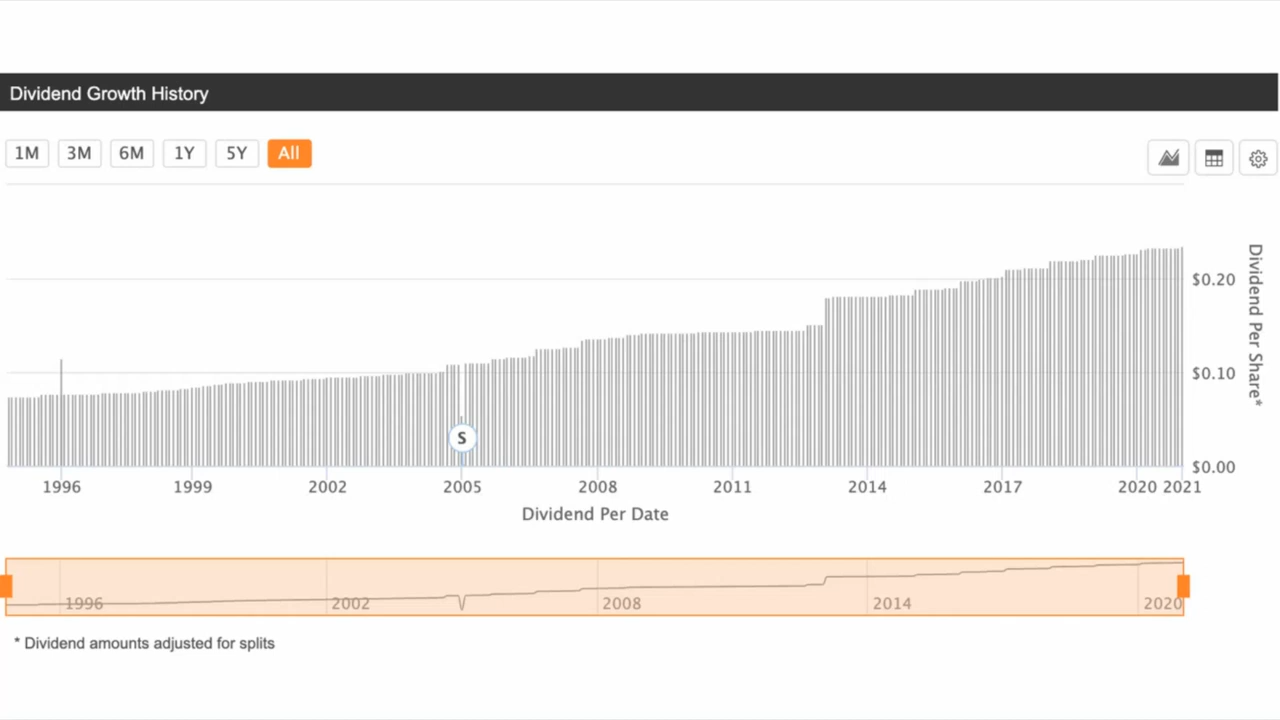 Dividend Growth History
1M 3M 6M 1Y 5Y All
$0.20
$0.10
$0.00
Dividend Per Share*
S
1996 1999 2002 2005 2008 2011 2014 2017 2020 2021
Dividend Per Date
1996 2002 2008 2014 2020
* Dividend amounts adjusted for splits